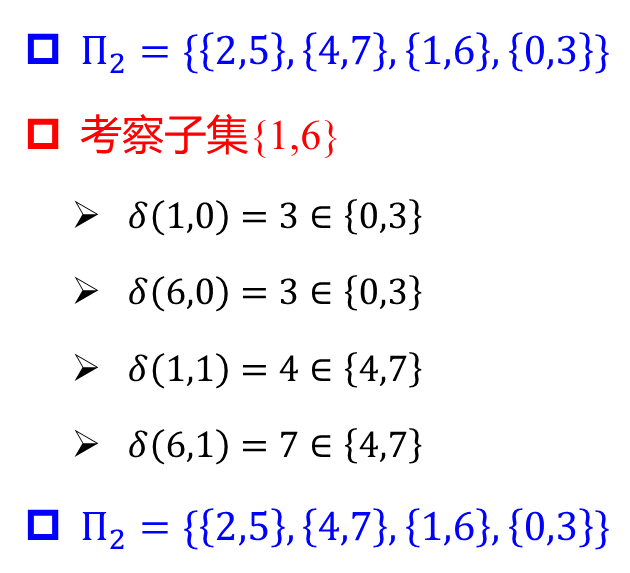 Π₂ = {{2,5},{4,7},{1,6},{0,3}}
考察子集{1,6}
δ(1,0) = 3 ∈ {0,3}
δ(6,0) = 3 ∈ {0,3}
δ(1,1) = 4 ∈ {4,7}
δ(6,1) = 7 ∈ {4,7}
Π₂ = {{2,5},{4,7},{1,6},{0,3}}